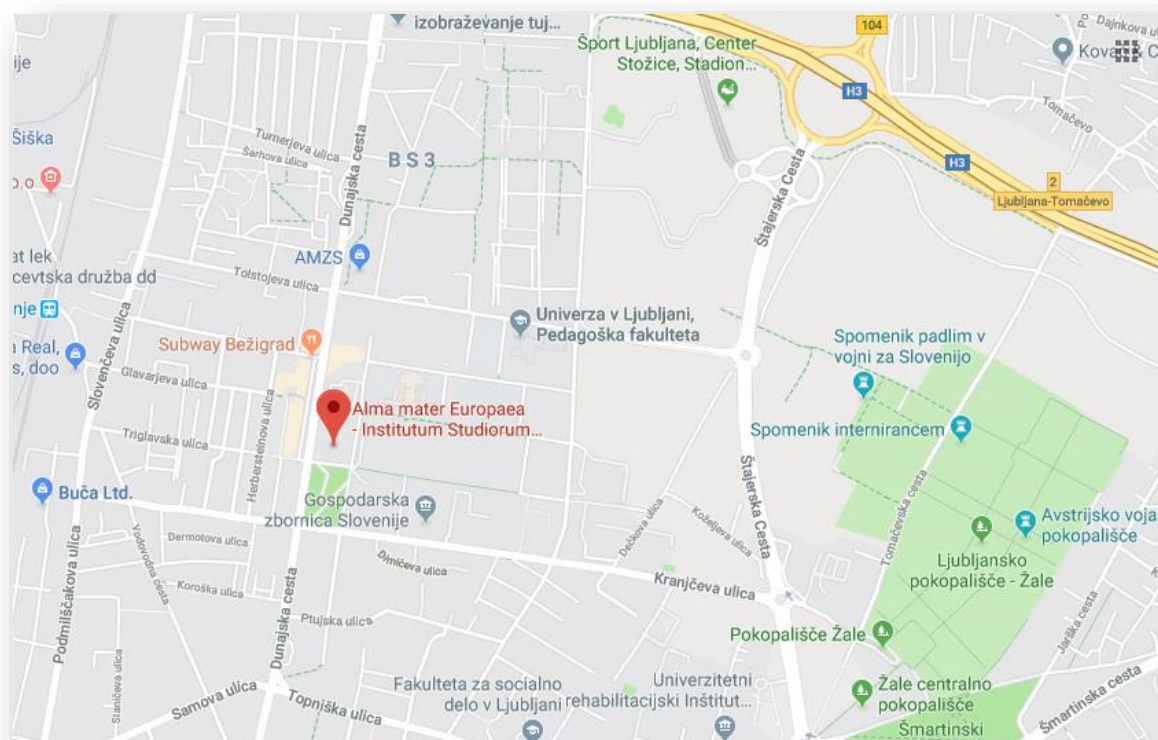 izobraževanje tuj...
104
Dajnkova u
Šport Ljubljana, Center
Stožice, Stadion...
Kova & C
ije
H3
Tomačevo
Šiška
Turnerjeva ulica
Šarhova ulica
BS3
Dunajska cesta
H3
2
Ljubljana-Tomačevo
o.o
Štajerska Cesta
at lek
cevtska družba dd
AMZS
Tolstojeva ulica
nje
Univerza v Ljubljani,
Pedagoška fakulteta
Spomenik padlim v
vojni za Slovenijo
Slovenčeva ulica
Subway Bežigrad
a Real,
s, doo
Glavarjeva ulica
Herbersteinova ulica
Alma mater Europaea
- Institutum Studiorum...
Triglavska ulica
Spomenik internirancem
Štajerska Cesta
Buča Ltd.
Gospodarska
zbornica Slovenije
Dečkova ulica
Koželjeva ulica
Tomačevska cesta
Avstrijsko voja
pokopališče
Vodovodna cesta
Dermotova ulica
Dimičeva ulica
Ljubljansko
pokopališče - Žale
Koroška ulica
Kranjčeva ulica
Podmilščakova ulica
Dunajska cesta
Ptujska ulica
Pokopališče Žale
Jarška cesta
Staničeva ulica
Samova ulica
Topniška ulica
Fakulteta za socialno
delo v Ljubljani
Univerzitetni
rehabilitacijski Inštitut...
Žale centralno
pokopališče
Šmartinski
Šmartinska cesta